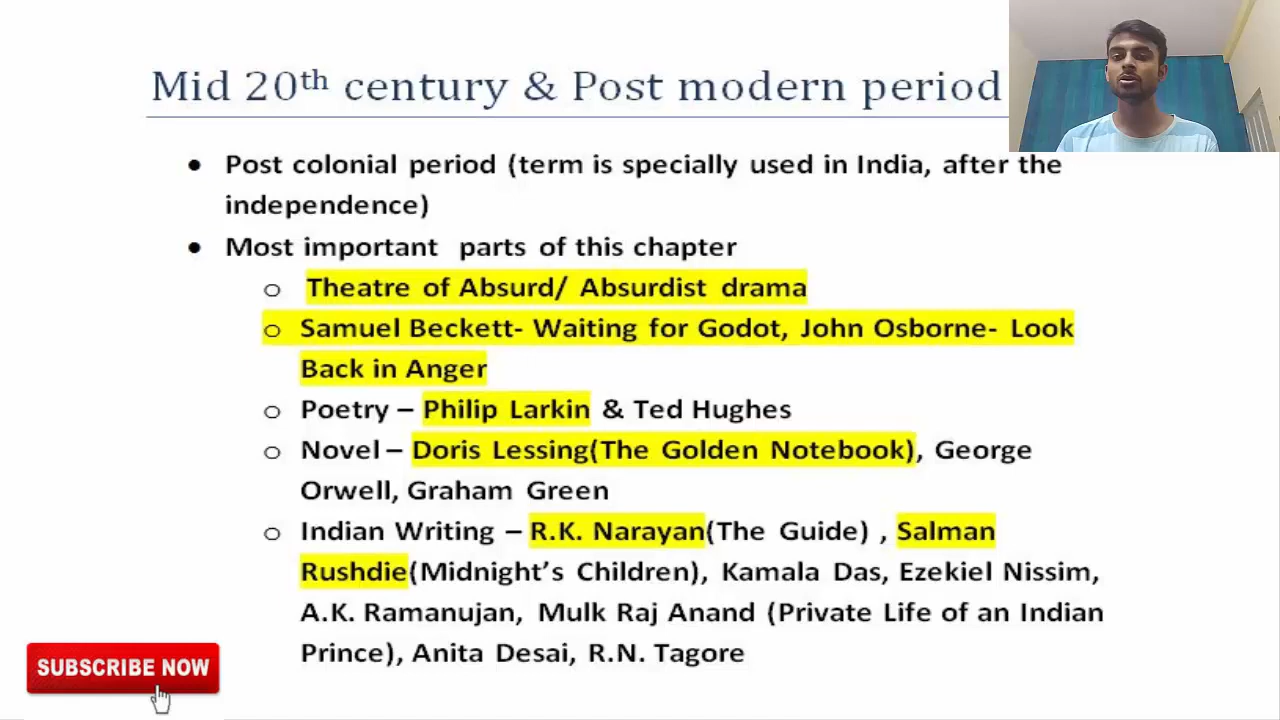 Mid 20th century & Post modern period
• Post colonial period (term is specially used in India, after the
independence)
• Most important parts of this chapter
o Theatre of Absurd/ Absurdist drama
o Samuel Beckett- Waiting for Godot, John Osborne- Look
Back in Anger
o Poetry – Philip Larkin & Ted Hughes
o Novel – Doris Lessing(The Golden Notebook), George
Orwell, Graham Green
o Indian Writing – R.K. Narayan(The Guide) , Salman
Rushdie(Midnight's Children), Kamala Das, Ezekiel Nissim,
A.K. Ramanujan, Mulk Raj Anand (Private Life of an Indian
Prince), Anita Desai, R.N. Tagore
SUBSCRIBE NOW